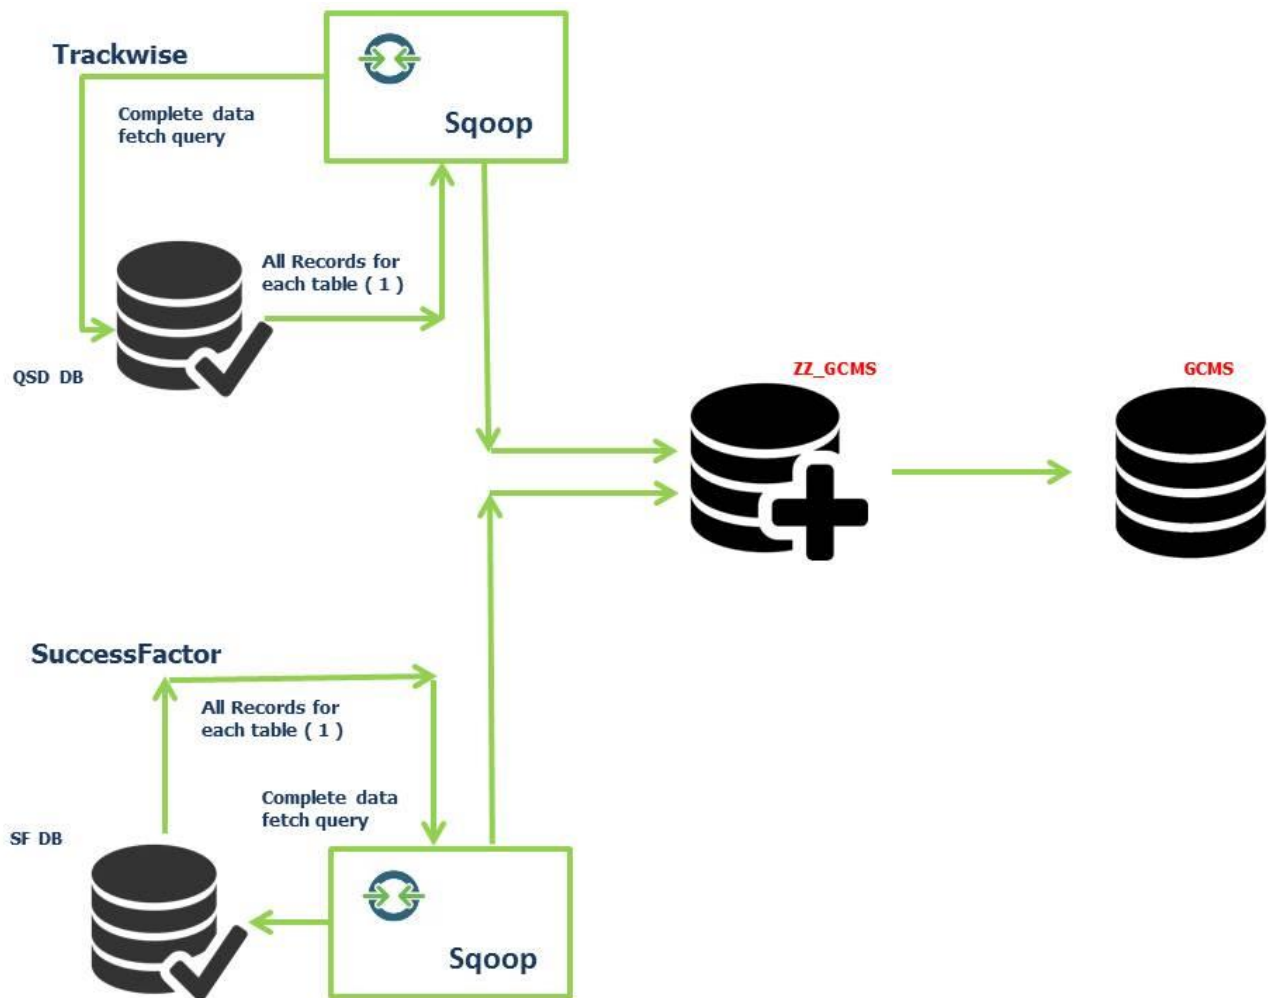 Trackwise
Complete data
fetch query
Sqoop
All Records for
each table ( 1 )
QSD DB
ZZ_GCMS
GCMS
SuccessFactor
All Records for
each table ( 1 )
Complete data
fetch query
SF DB
Sqoop